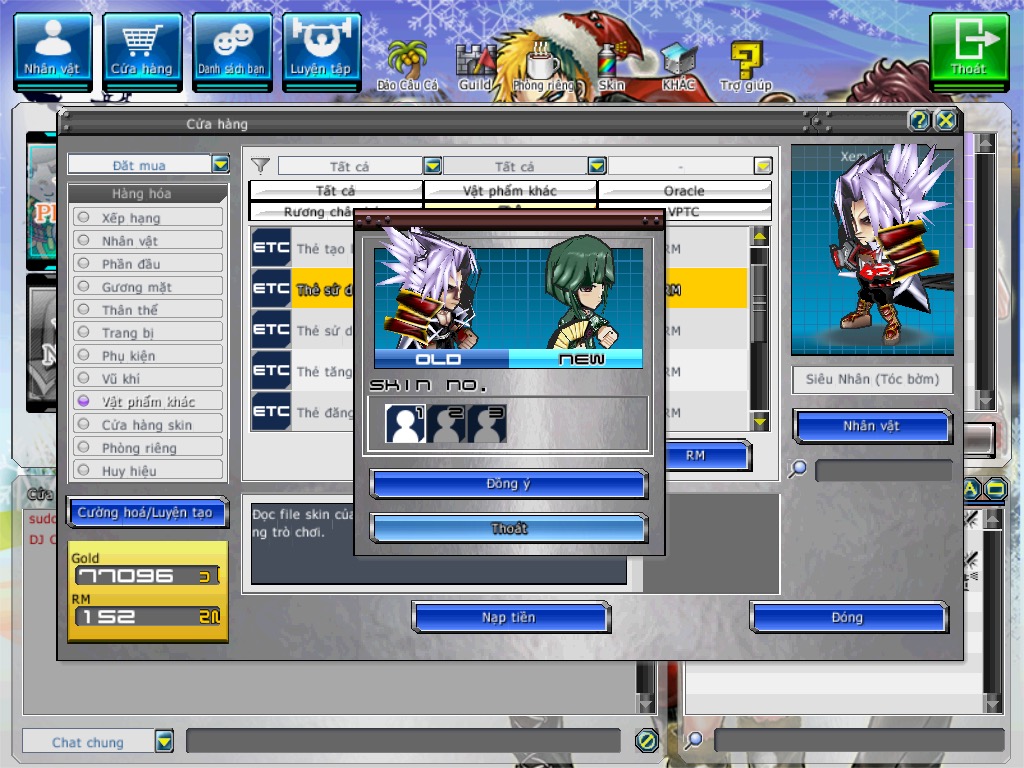 Nhân vật
Cửa hàng
Danh sách bạn
Luyện tập
Đảo Câu Cá
Guild
Phòng riêng
Skin
KHÁC
Trợ giúp
Thoát
Cửa hàng
Đặt mua
Hàng hóa
Xếp hạng
Nhân vật
Phần đầu
Gương mặt
Thân thể
Trang bị
Phụ kiện
Vũ khí
Vật phẩm khác
Cửa hàng skin
Phòng riêng
Huy hiệu
Cường hoá/Luyện tạo
Gold
77096
RM
152
Tất cả
Tất cả
-
Tất cả
Vật phẩm khác
Oracle
Rương
VPTC
ETC Thẻ tạo
RM
ETC Thẻ sử
RM
ETC Thẻ sử
RM
ETC Thẻ tăng
RM
ETC Thẻ đăng
RM
RM
OLD
NEW
SKIN NO.
1 2 3
Đồng ý
Thoát
Đọc file skin của
ng trò chơi.
Nạp tiền
Đóng
Siêu Nhân (Tóc bờm)
Nhân vật
DJ
Chat chung